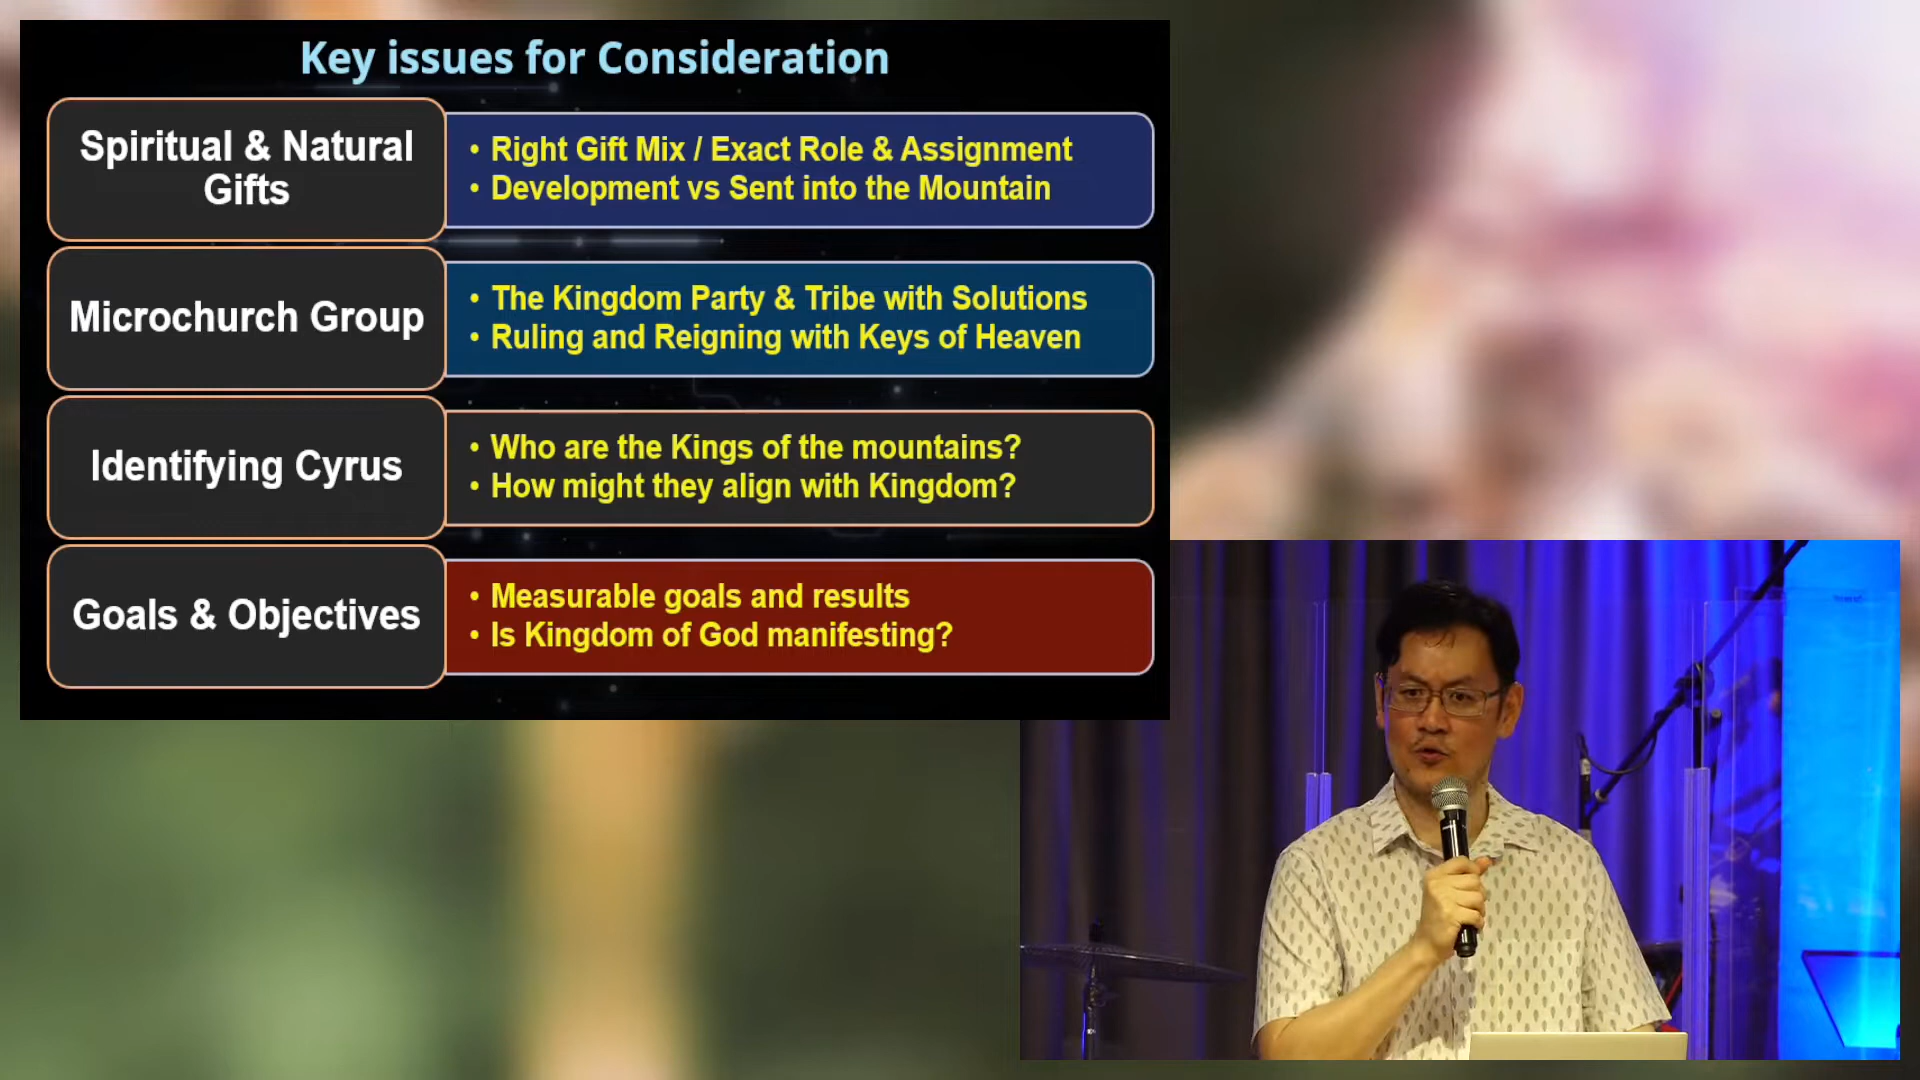 Key issues for Consideration
Spiritual & Natural
Gifts
• Right Gift Mix / Exact Role & Assignment
• Development vs Sent into the Mountain
Microchurch Group
• The Kingdom Party & Tribe with Solutions
• Ruling and Reigning with Keys of Heaven
Identifying Cyrus
• Who are the Kings of the mountains?
• How might they align with Kingdom?
Goals & Objectives
• Measurable goals and results
• Is Kingdom of God manifesting?